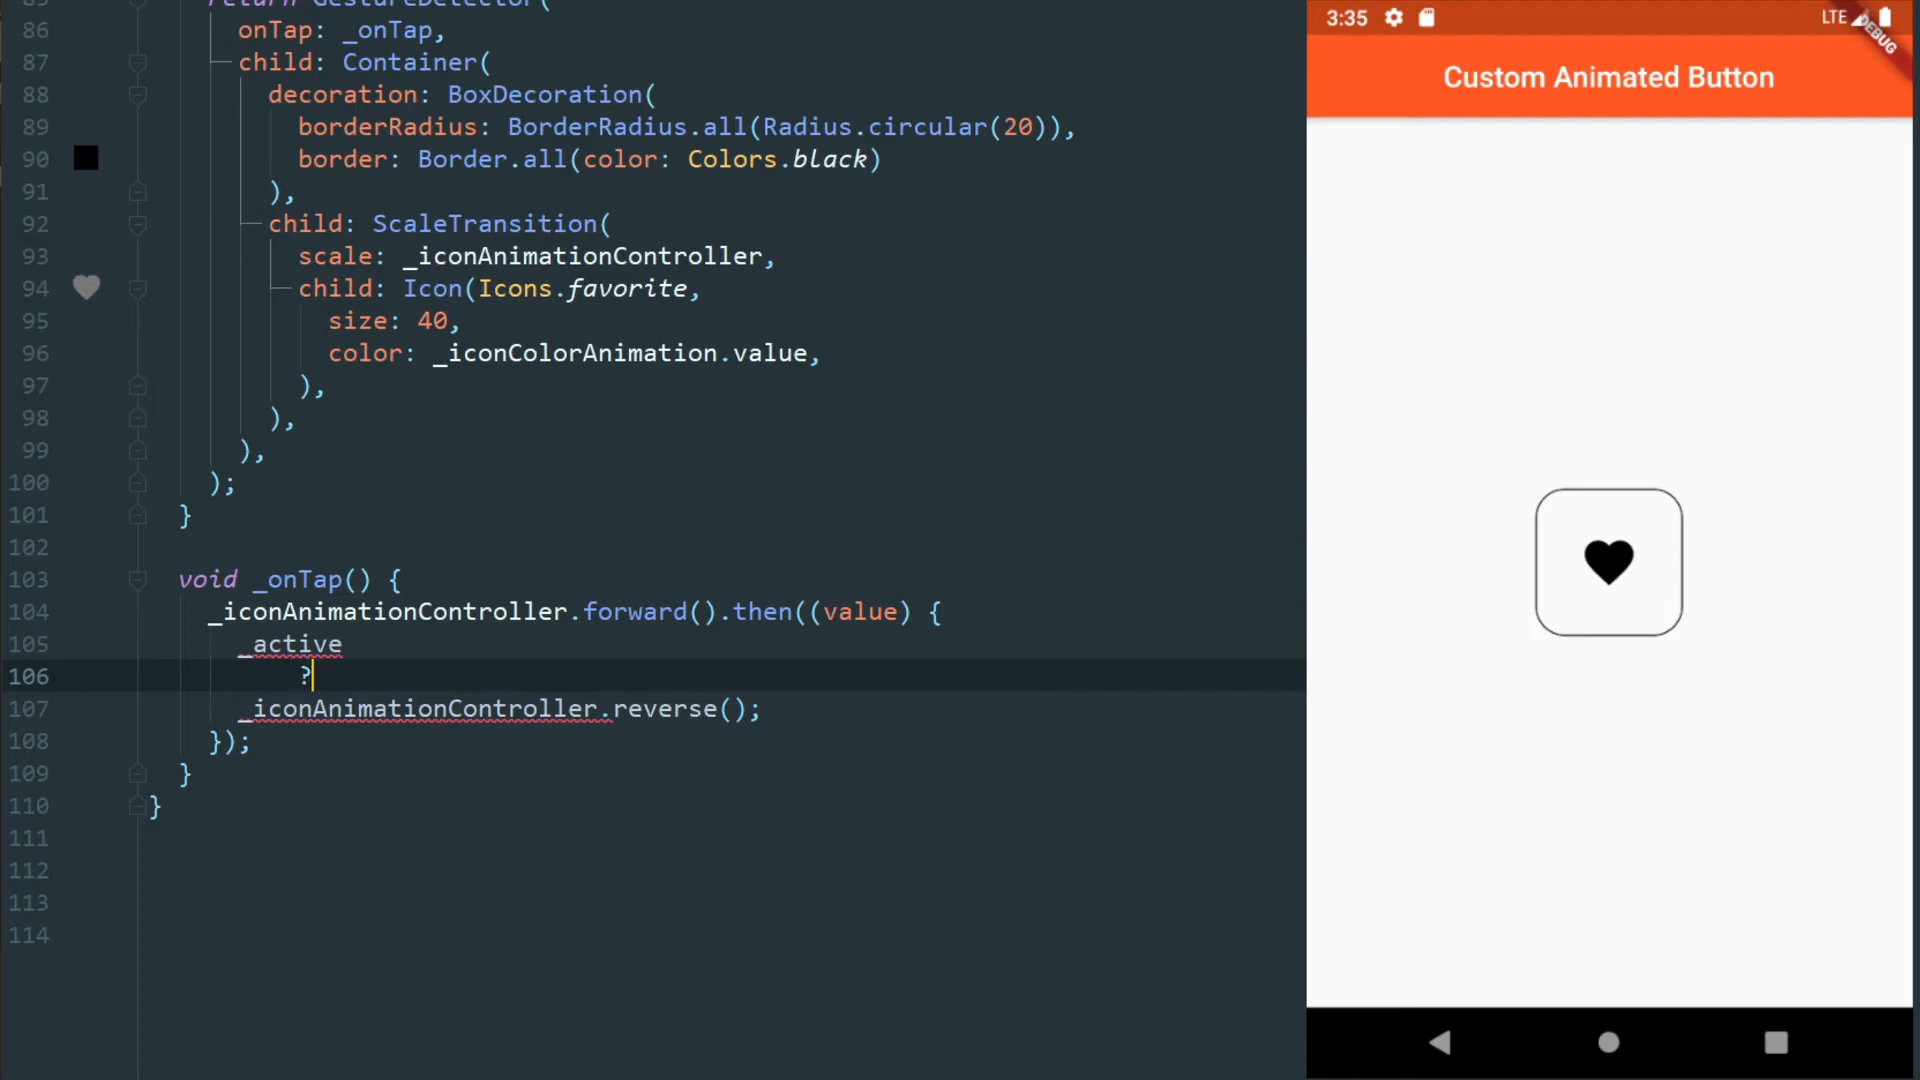 85 return GestureDetector(
86 onTap: _onTap,
87 child: Container(
88 decoration: BoxDecoration(
89 borderRadius: BorderRadius.all(Radius.circular(20)),
90 border: Border.all(color: Colors.black)
91 ),
92 child: ScaleTransition(
93 scale: _iconAnimationController,
94 child: Icon(Icons.favorite,
95 size: 40,
96 color: _iconColorAnimation.value,
97 ),
98 ),
99 ),
100 );
101 }
102
103 void _onTap() {
104 _iconAnimationController.forward().then((value) {
105 _active
106 ?
107 _iconAnimationController.reverse();
108 });
109 }
110 }
111
112
113
114
3:35 LTE
DEBUG
Custom Animated Button